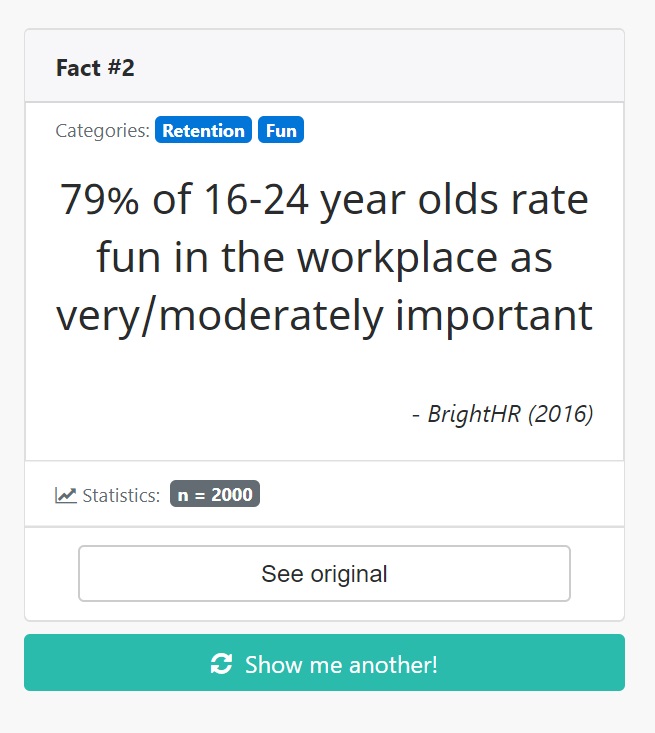 Fact #2
Categories: Retention Fun
79% of 16-24 year olds rate
fun in the workplace as
very/moderately important
- BrightHR (2016)
Statistics: n = 2000
See original
Show me another!